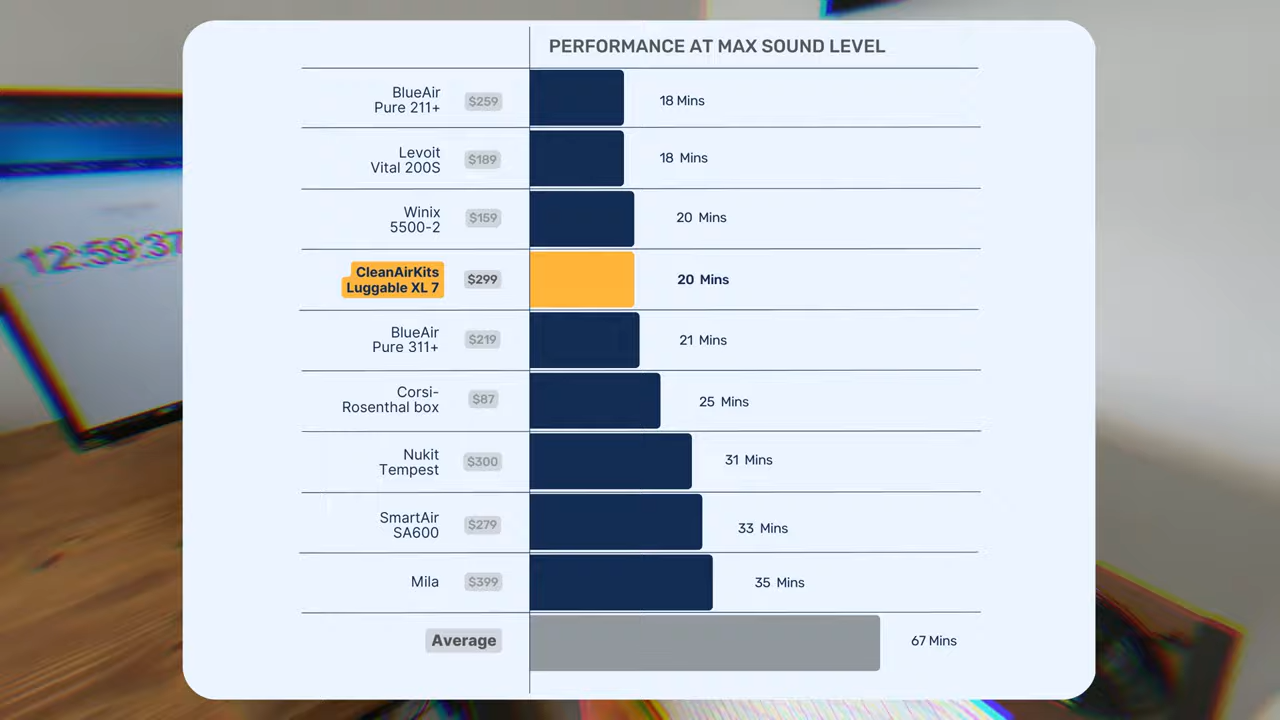 PERFORMANCE AT MAX SOUND LEVEL
BlueAir
Pure 211+
$259
18 Mins
Levoit
Vital 200S
$189
18 Mins
Winix
5500-2
$159
20 Mins
CleanAirKits
Luggable XL 7
$299
20 Mins
BlueAir
Pure 311+
$219
21 Mins
Corsi-
Rosenthal box
$87
25 Mins
Nukit
Tempest
$300
31 Mins
SmartAir
SA600
$279
33 Mins
Mila
$399
35 Mins
Average
67 Mins
12:59:37